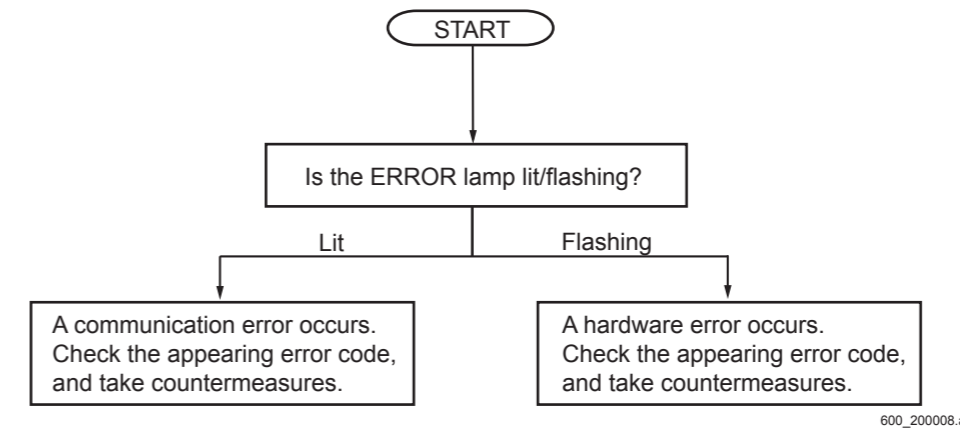 START
Is the ERROR lamp lit/flashing?
Lit
Flashing
A communication error occurs.
Check the appearing error code,
and take countermeasures.
A hardware error occurs.
Check the appearing error code,
and take countermeasures.
600_200008.a